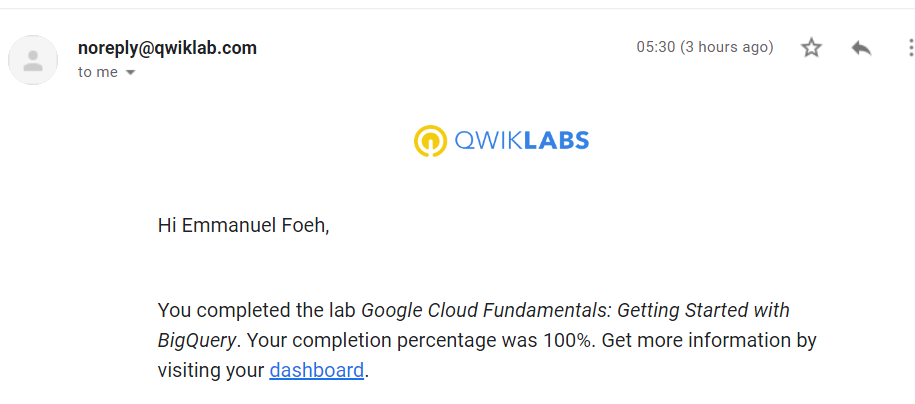 noreply@qwiklab.com
05:30 (3 hours ago)
to me
QWIKLABS
Hi Emmanuel Foeh,
You completed the lab Google Cloud Fundamentals: Getting Started with
BigQuery. Your completion percentage was 100%. Get more information by
visiting your dashboard.